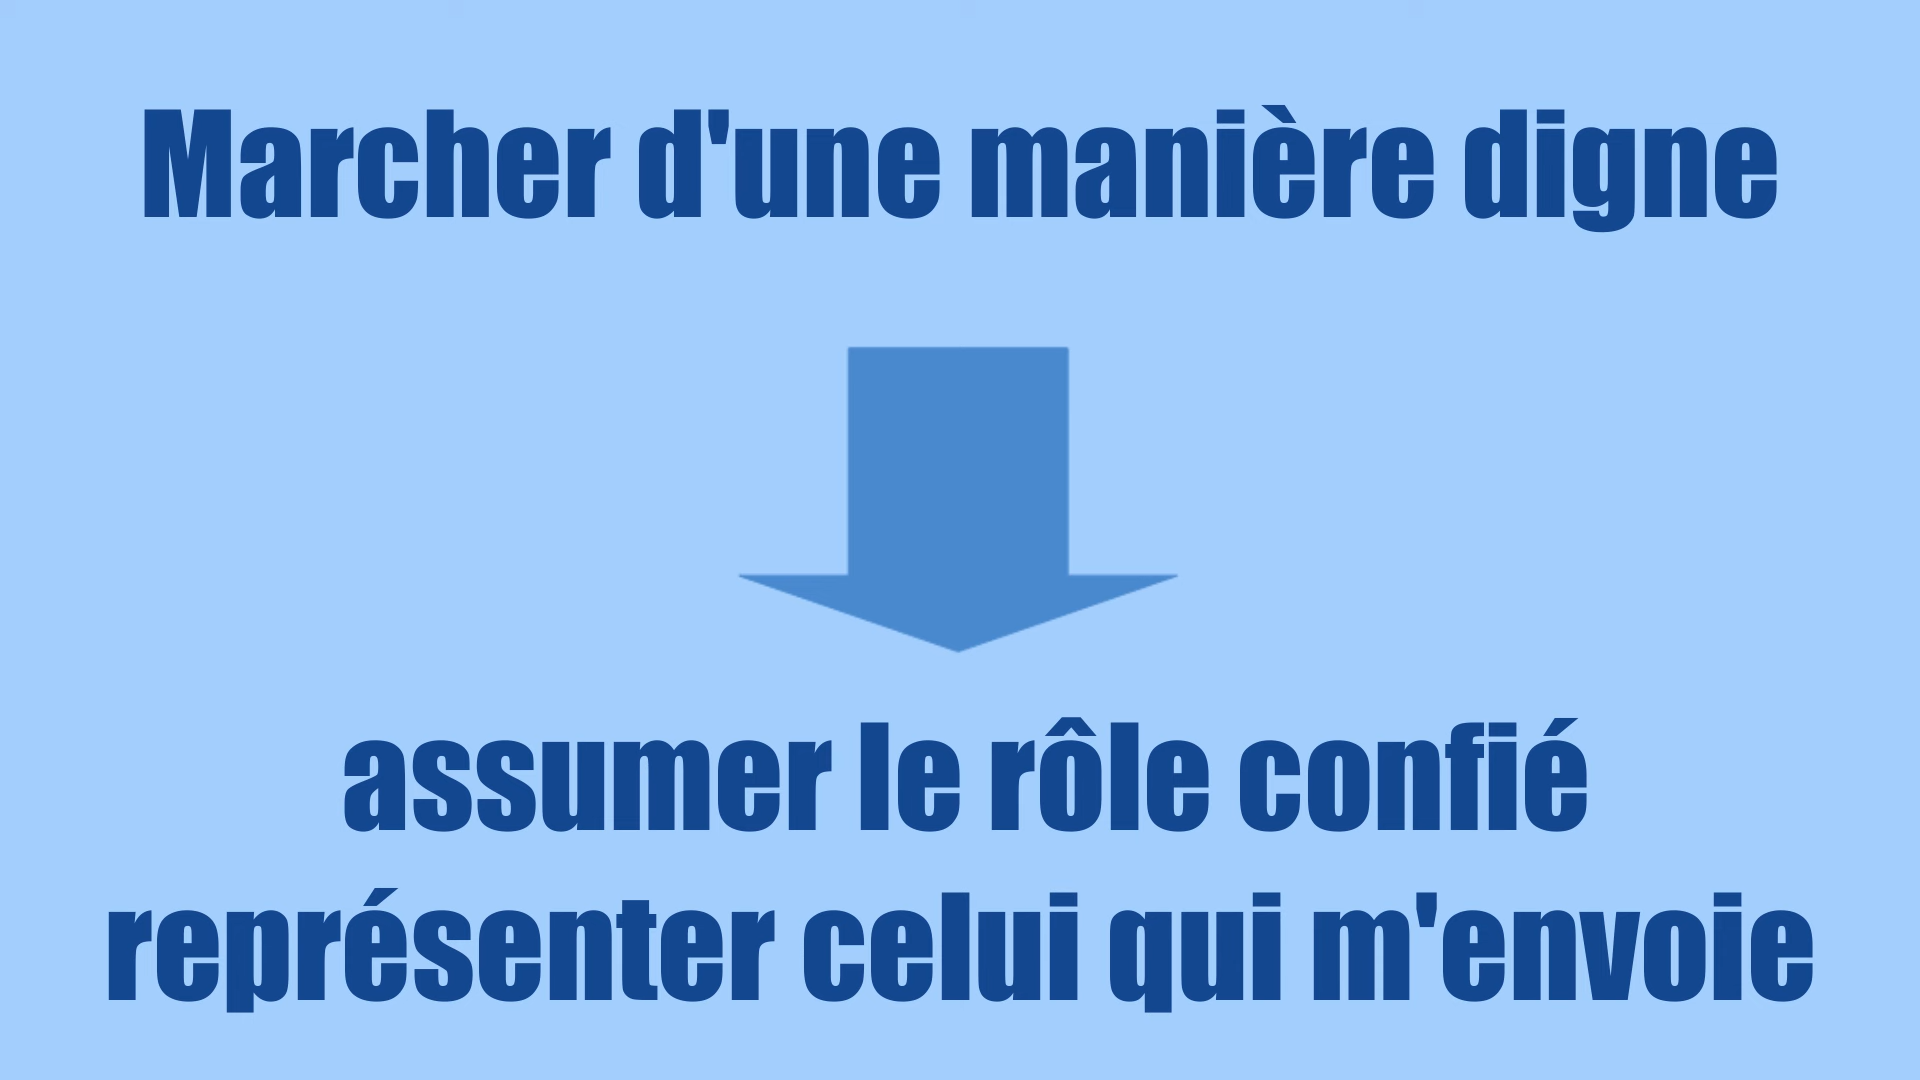 Marcher d'une manière digne
assumer le rôle confié
représenter celui qui m'envoie